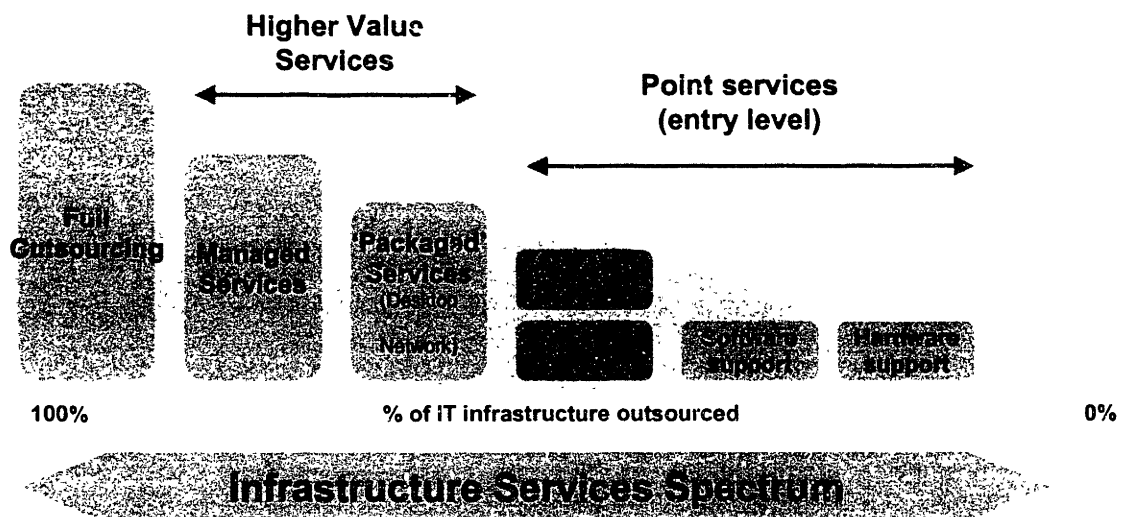 Higher Value
Services
Point services
(entry level)
Full
Outsourcing
Managed
Services
'Packaged'
Services
(Desktop
Network)
Software
support
Hardware
support
100%
% of IT infrastructure outsourced
0%
Infrastructure Services Spectrum